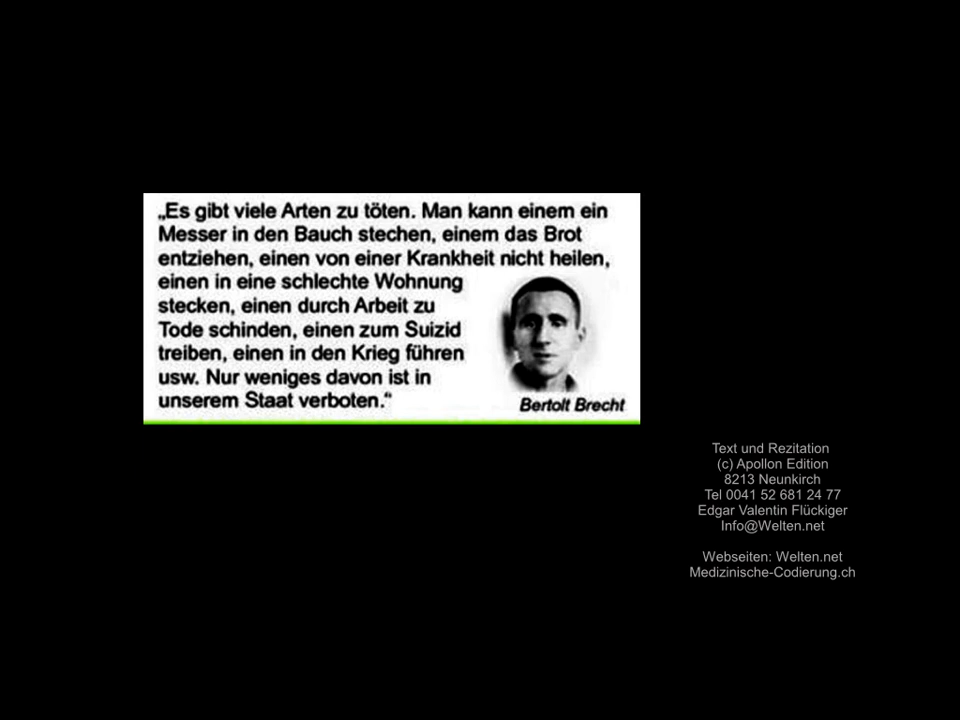 „Es gibt viele Arten zu töten. Man kann einem ein
Messer in den Bauch stechen, einem das Brot
entziehen, einen von einer Krankheit nicht heilen,
einen in eine schlechte Wohnung
stecken, einen durch Arbeit zu
Tode schinden, einen zum Suizid
treiben, einen in den Krieg führen
usw. Nur weniges davon ist in
unserem Staat verboten.“
Bertolt Brecht
Text und Rezitation
(c) Apollon Edition
8213 Neunkirch
Tel 0041 52 681 24 77
Edgar Valentin Flückiger
Info@Welten.net
Webseiten: Welten.net
Medizinische-Codierung.ch